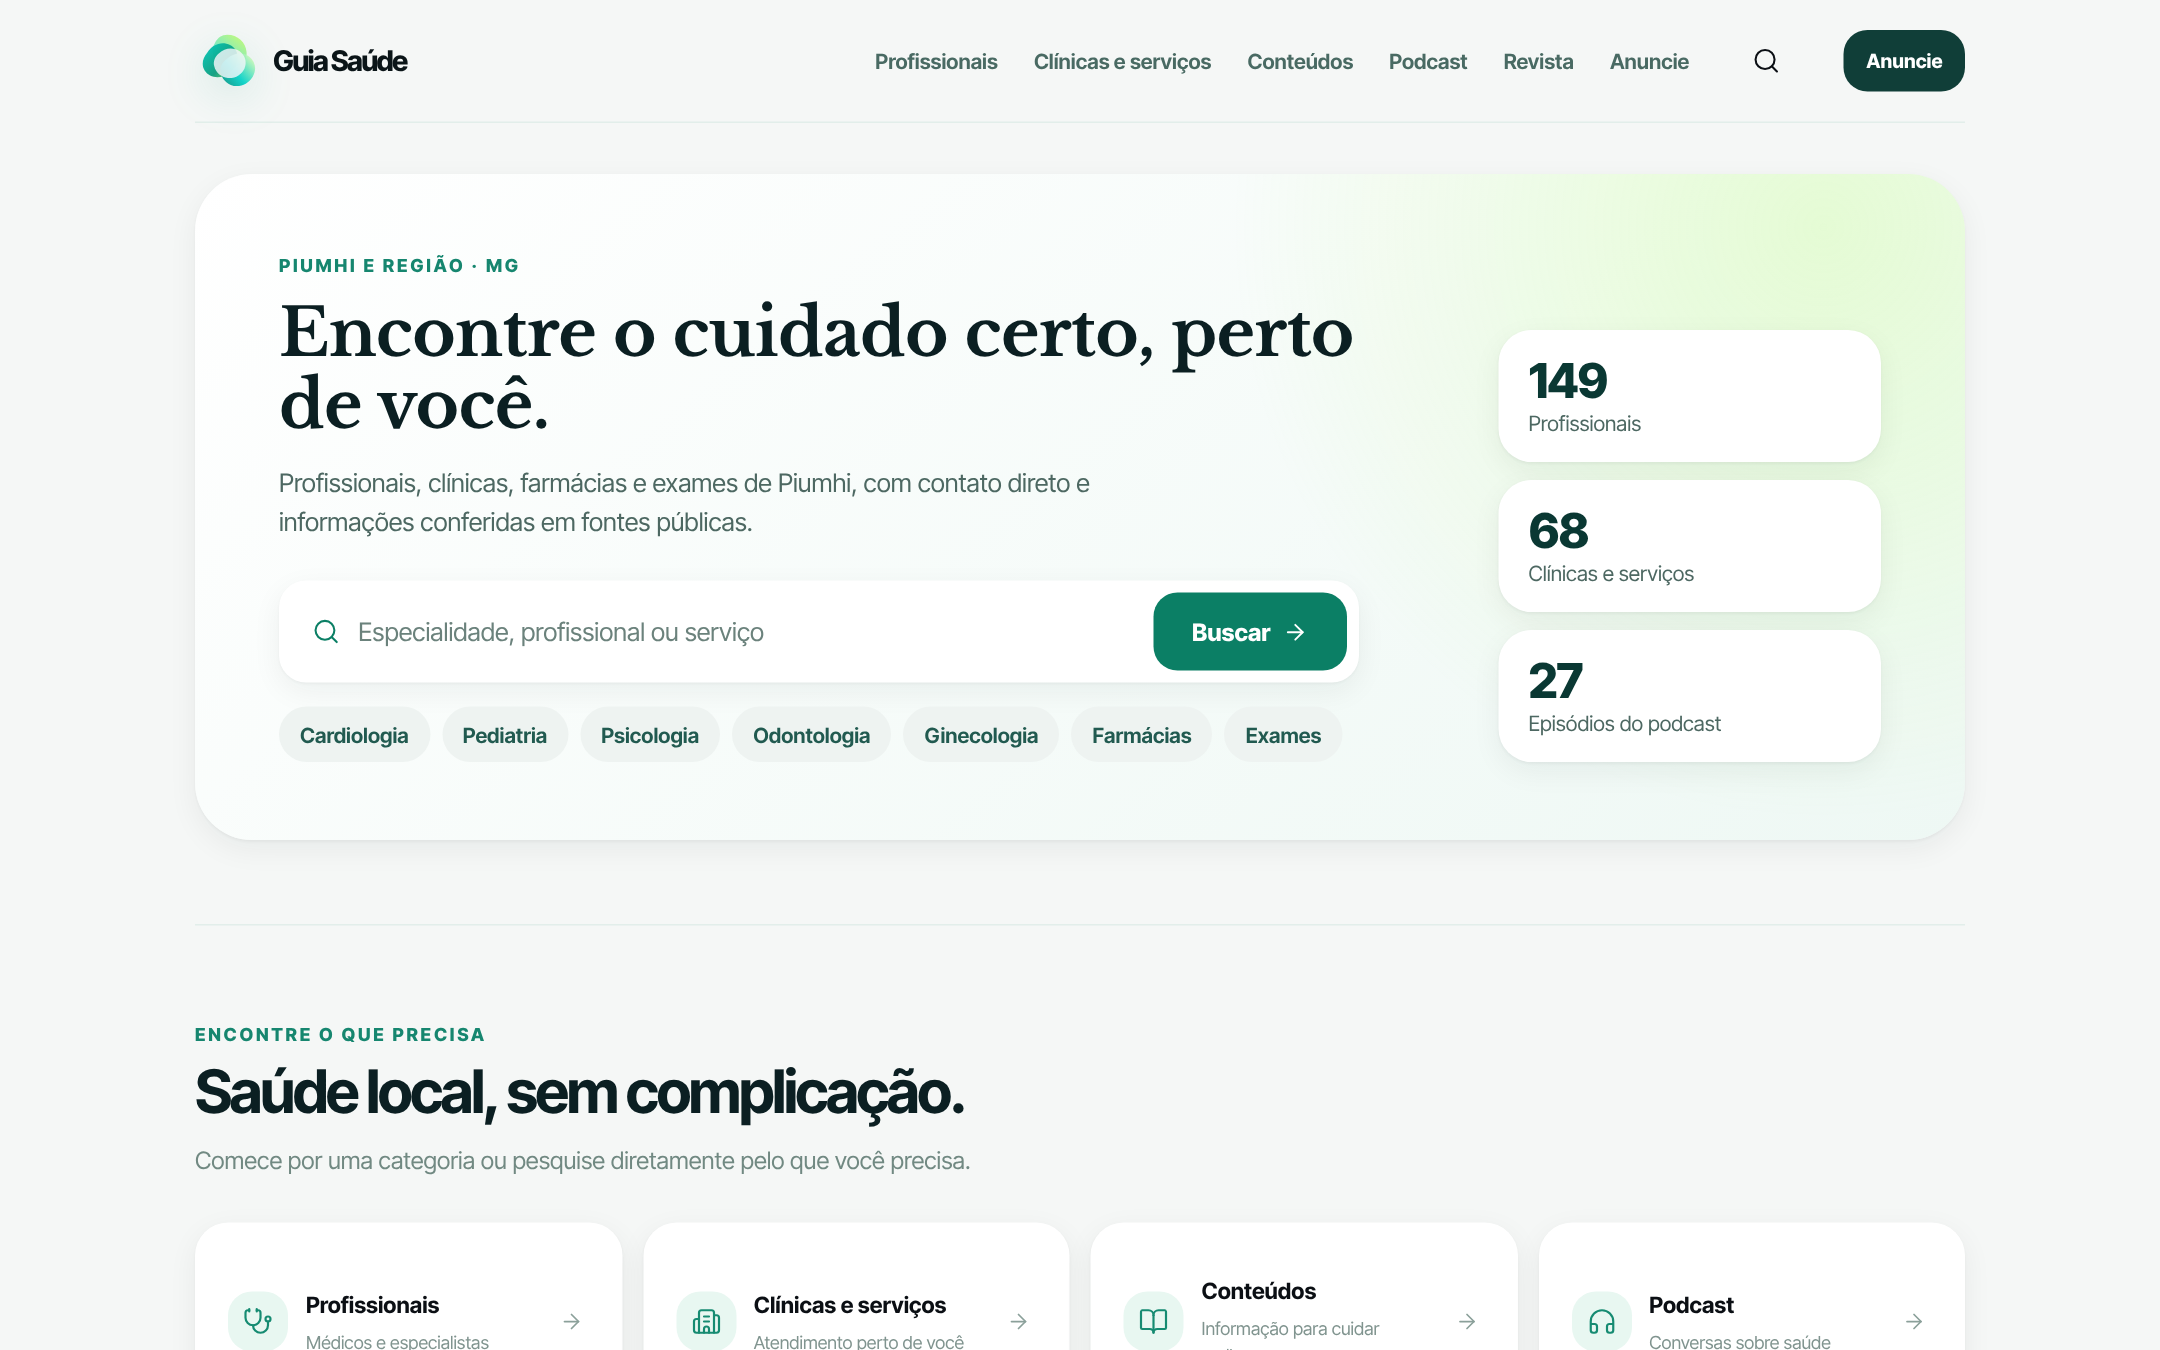 Guia Saúde
Profissionais
Clínicas e serviços
Conteúdos
Podcast
Revista
Anuncie
Anuncie
PIUMHI E REGIÃO · MG
Encontre o cuidado certo, perto
de você.
Profissionais, clínicas, farmácias e exames de Piumhi, com contato direto e
informações conferidas em fontes públicas.
Especialidade, profissional ou serviço
Buscar
Cardiologia
Pediatria
Psicologia
Odontologia
Ginecologia
Farmácias
Exames
149
Profissionais
68
Clínicas e serviços
27
Episódios do podcast
ENCONTRE O QUE PRECISA
Saúde local, sem complicação.
Comece por uma categoria ou pesquise diretamente pelo que você precisa.
Profissionais
Médicos e especialistas
Clínicas e serviços
Atendimento perto de você
Conteúdos
Informação para cuidar
Podcast
Conversas sobre saúde